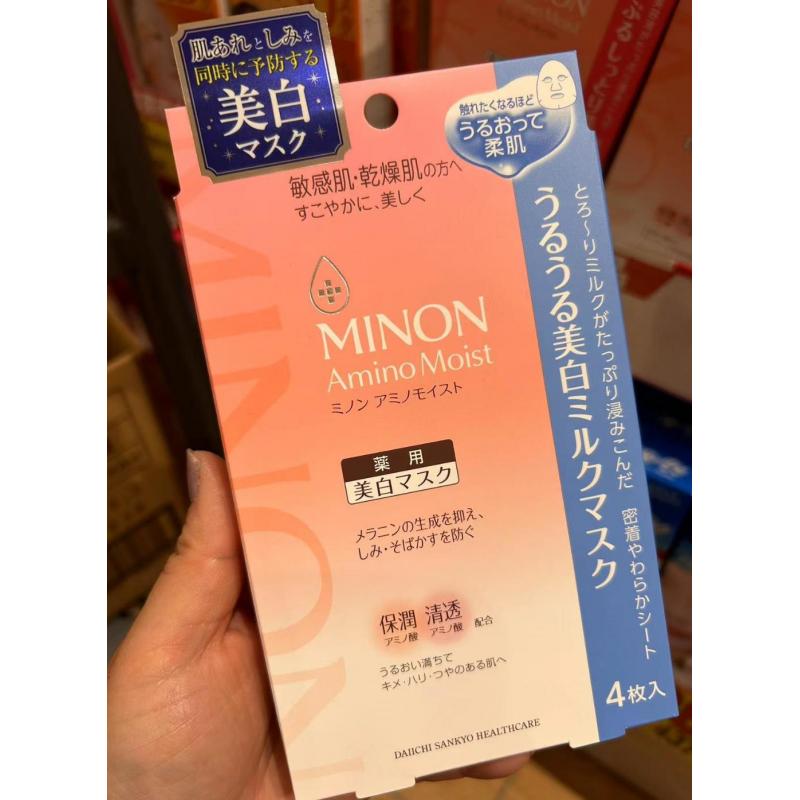 肌あれとしみを
同時に予防する
美白
マスク
触れたくなるほど
うるおって
柔肌
敏感肌・乾燥肌の方へ
すこやかに、美しく
MINON
Amino Moist
ミノン アミノモイスト
薬用
美白マスク
メラニンの生成を抑え、
しみ・そばかすを防ぐ
保潤 清透
アミノ酸 アミノ酸 配合
うるおい満ちて
キメ・ハリ・つやのある肌へ
DAIICHI SANKYO HEALTHCARE
とろ〜りミルクがたっぷり浸みこんだ 密着やわらかシート
うるうる美白ミルクマスク
4枚入
MINON